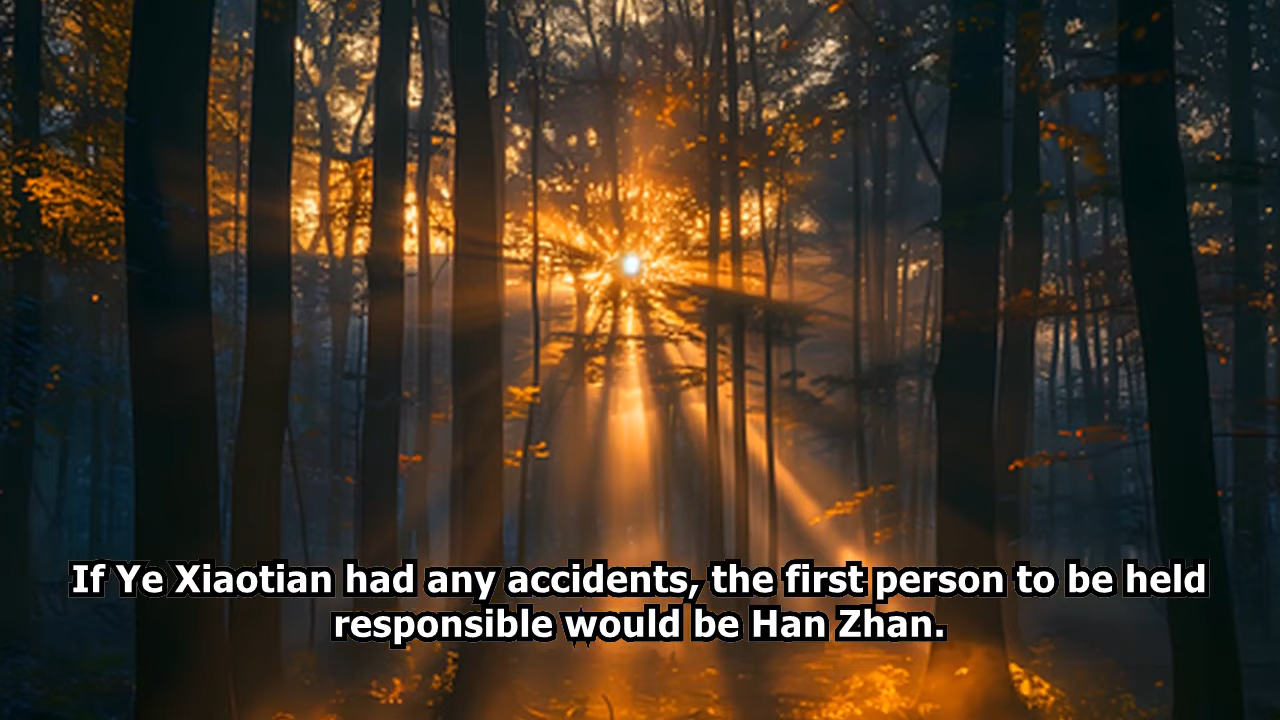 If Ye Xiaotian had any accidents, the first person to be held
responsible would be Han Zhan.